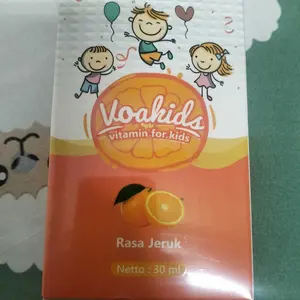 Voakids
vitamin for kids
Rasa Jeruk
Netto : 30 ml